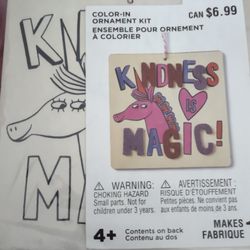 COLOR-IN
ORNAMENT KIT
CAN $6.99
ENSEMBLE POUR ORNEMENT
À COLORIER
KINDNESS
is
MAGIC!
K
MA
⚠ WARNING:
CHOKING HAZARD
Small parts. Not for
children under 3 years.
⚠ AVERTISSEMENT :
RISQUE D'ÉTOUFFEMENT
Petites pièces. Ne convient pas
aux enfants de moins de 3 ans.
4+
Contents on back
Contenu au dos
MAKES
FABRIQUE